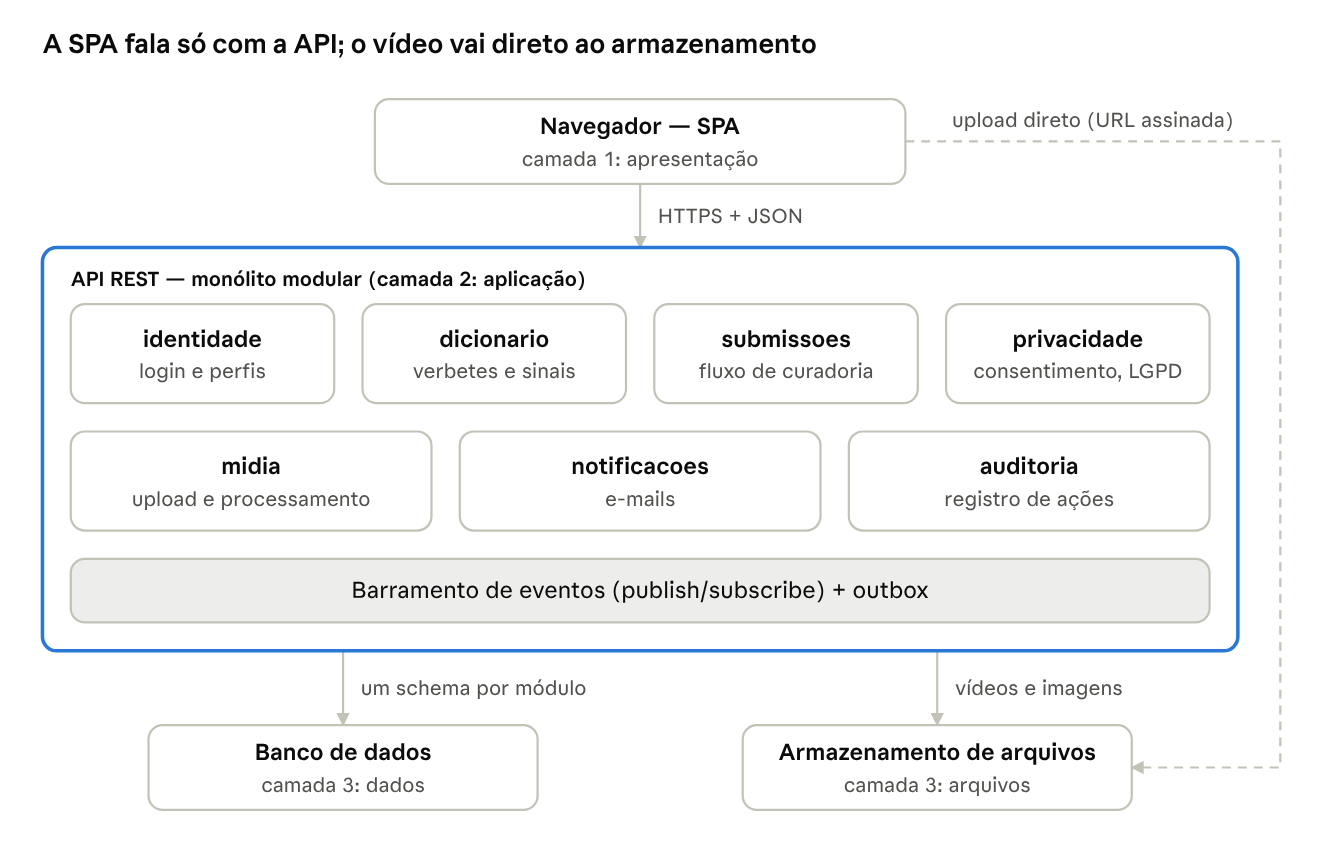 A SPA fala só com a API; o vídeo vai direto ao armazenamento
Navegador — SPA
camada 1: apresentação
upload direto (URL assinada)
HTTPS + JSON
API REST — monólito modular (camada 2: aplicação)
identidade
login e perfis
dicionario
verbetes e sinais
submissoes
fluxo de curadoria
privacidade
consentimento, LGPD
midia
upload e processamento
notificacoes
e-mails
auditoria
registro de ações
Barramento de eventos (publish/subscribe) + outbox
um schema por módulo
vídeos e imagens
Banco de dados
camada 3: dados
Armazenamento de arquivos
camada 3: arquivos